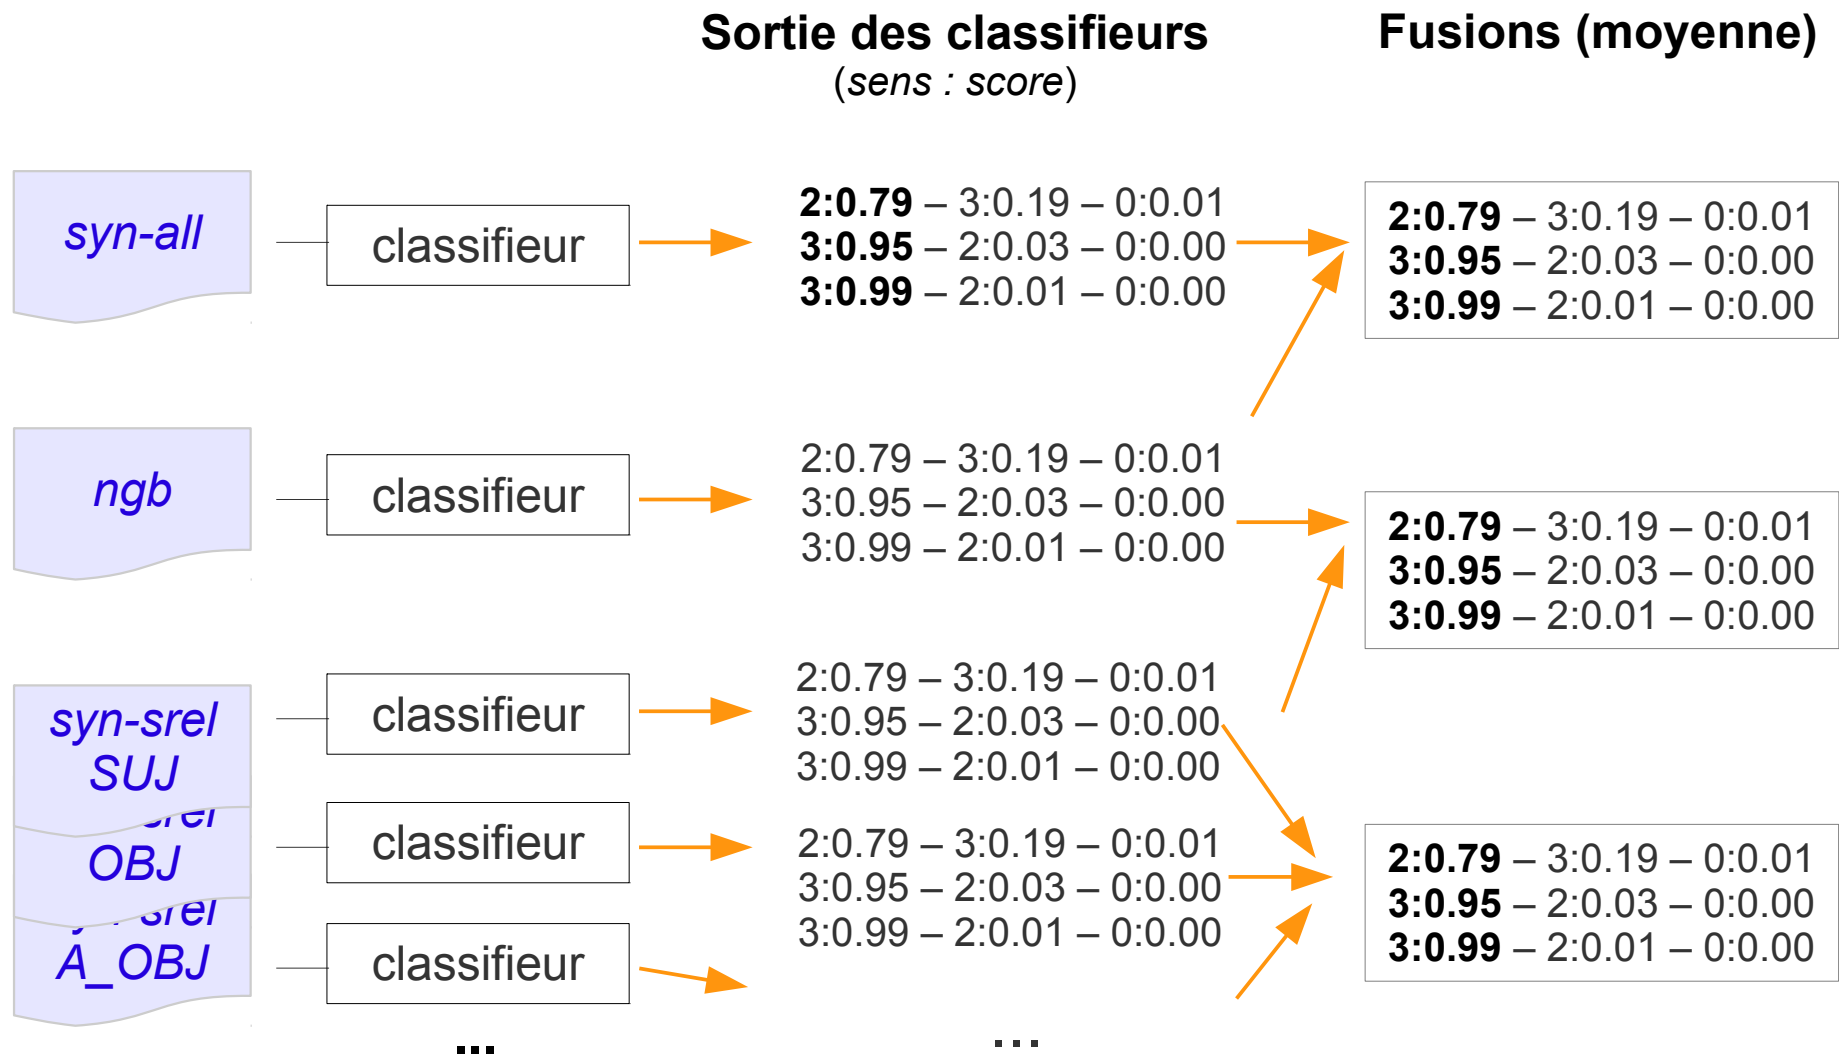 Sortie des classifieurs
(sens : score)
Fusions (moyenne)
syn-all
classifieur
2:0.79 – 3:0.19 – 0:0.01
3:0.95 – 2:0.03 – 0:0.00
3:0.99 – 2:0.01 – 0:0.00
2:0.79 – 3:0.19 – 0:0.01
3:0.95 – 2:0.03 – 0:0.00
3:0.99 – 2:0.01 – 0:0.00
ngb
classifieur
2:0.79 – 3:0.19 – 0:0.01
3:0.95 – 2:0.03 – 0:0.00
3:0.99 – 2:0.01 – 0:0.00
2:0.79 – 3:0.19 – 0:0.01
3:0.95 – 2:0.03 – 0:0.00
3:0.99 – 2:0.01 – 0:0.00
syn-srel
SUJ
classifieur
2:0.79 – 3:0.19 – 0:0.01
3:0.95 – 2:0.03 – 0:0.00
3:0.99 – 2:0.01 – 0:0.00
syn-srel
OBJ
classifieur
2:0.79 – 3:0.19 – 0:0.01
3:0.95 – 2:0.03 – 0:0.00
3:0.99 – 2:0.01 – 0:0.00
2:0.79 – 3:0.19 – 0:0.01
3:0.95 – 2:0.03 – 0:0.00
3:0.99 – 2:0.01 – 0:0.00
syn-srel
A_OBJ
classifieur
...
...